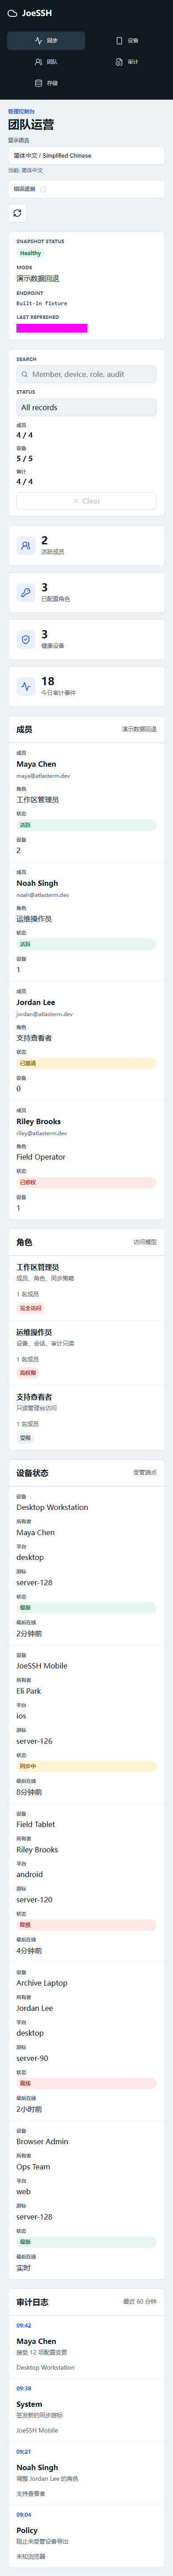 JoeSSH
同步
设备
团队
审计
存储
管理控制台
团队运营
显示语言
简体中文 / Simplified Chinese
当前: 简体中文
错误遮罩
SNAPSHOT STATUS
Healthy
MODE
演示数据回退
ENDPOINT
Built-in fixture
LAST REFRESHED
SEARCH
Member, device, role, audit
STATUS
All records
成员
4 / 4
设备
5 / 5
审计
4 / 4
Clear
2
活跃成员
3
已配置角色
3
健康设备
18
今日审计事件
成员
演示数据回退
成员
Maya Chen
maya@atlasterm.dev
角色
工作区管理员
状态
活跃
设备
2
成员
Noah Singh
noah@atlasterm.dev
角色
运维操作员
状态
活跃
设备
1
成员
Jordan Lee
jordan@atlasterm.dev
角色
支持查看者
状态
已邀请
设备
0
成员
Riley Brooks
riley@atlasterm.dev
角色
Field Operator
状态
已停权
设备
1
角色
访问模型
工作区管理员
成员、角色、同步策略
1 名成员
完全访问
运维操作员
设备、会话、审计只读
1 名成员
高权限
支持查看者
只读管理台访问
1 名成员
受限
设备状态
受管端点
设备
Desktop Workstation
所有者
Maya Chen
平台
desktop
游标
server-128
状态
最新
最后在线
2分钟前
设备
JoeSSH Mobile
所有者
Eli Park
平台
ios
游标
server-126
状态
同步中
最后在线
8分钟前
设备
Field Tablet
所有者
Riley Brooks
平台
android
游标
server-120
状态
降级
最后在线
4分钟前
设备
Archive Laptop
所有者
Jordan Lee
平台
desktop
游标
server-90
状态
离线
最后在线
2小时前
设备
Browser Admin
所有者
Ops Team
平台
web
游标
server-128
状态
最新
最后在线
实时
审计日志
最近 60 分钟
09:42
Maya Chen
接受 12 项配置变更
Desktop Workstation
09:38
System
签发新的同步游标
JoeSSH Mobile
09:21
Noah Singh
调整 Jordan Lee 的角色
支持查看者
09:04
Policy
阻止未受管设备导出
未知浏览器